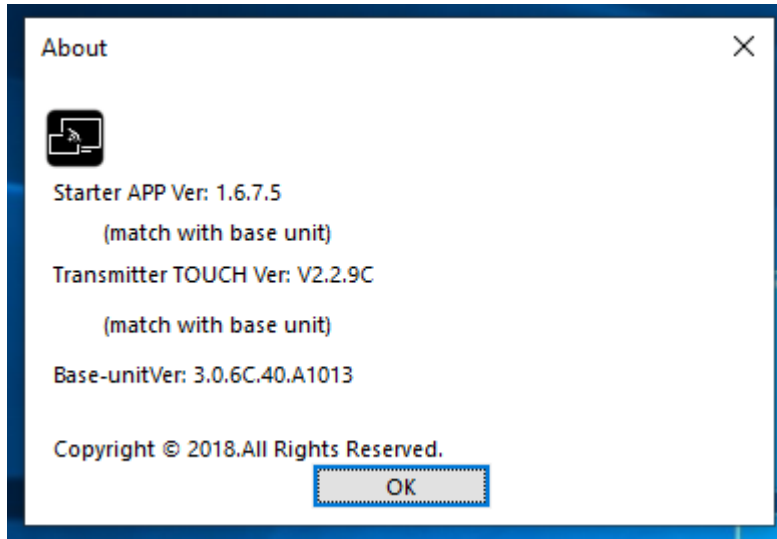 About
Starter APP Ver: 1.6.7.5
(match with base unit)
Transmitter TOUCH Ver: V2.2.9C
(match with base unit)
Base-unitVer: 3.0.6C.40.A1013
Copyright © 2018.All Rights Reserved.
OK